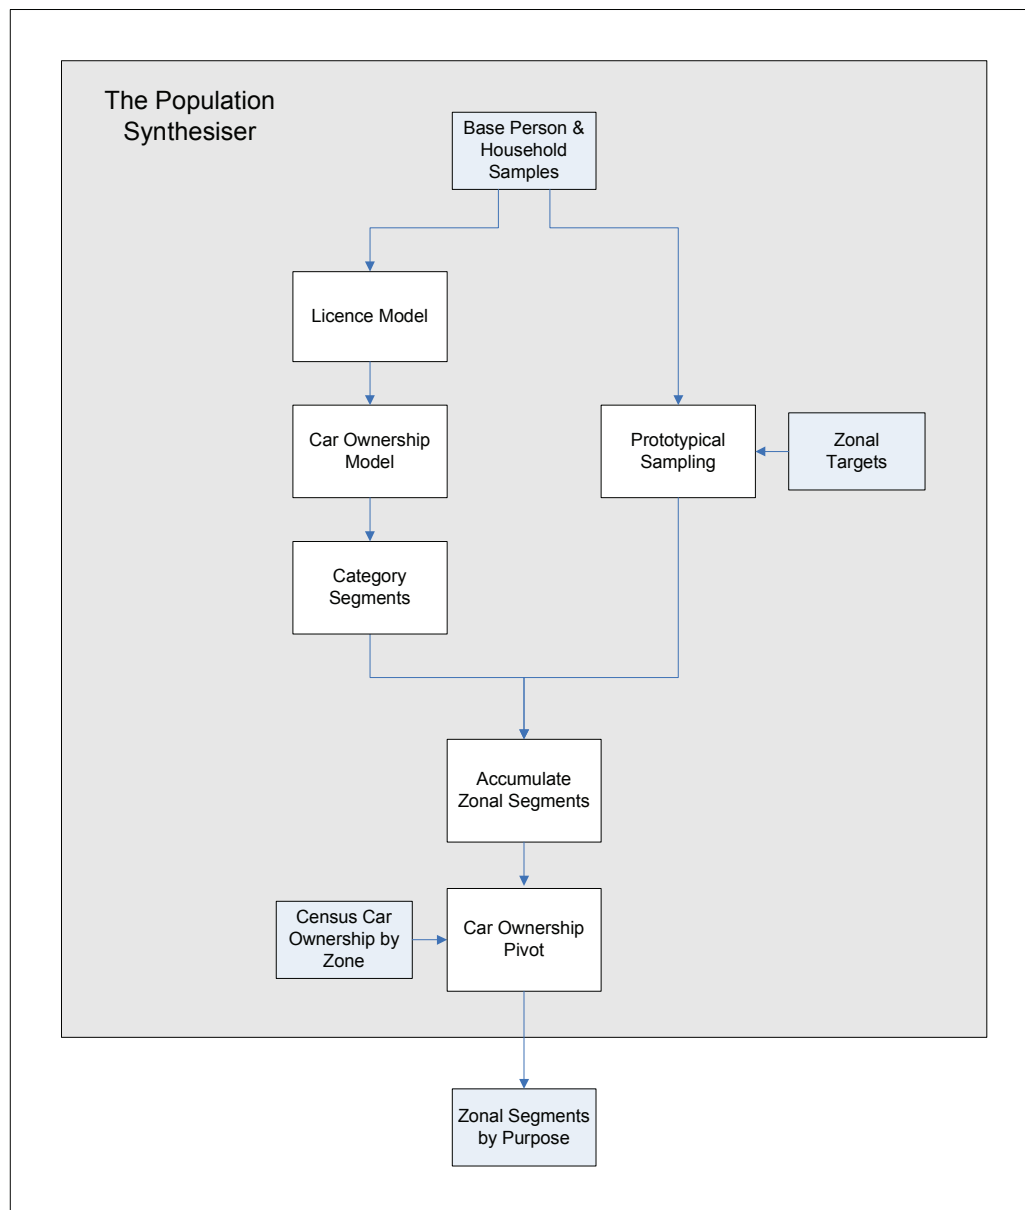 The Population
Synthesiser
Base Person &
Household
Samples
Licence Model
Car Ownership
Model
Prototypical
Sampling
Zonal
Targets
Category
Segments
Accumulate
Zonal Segments
Census Car
Ownership by
Zone
Car Ownership
Pivot
Zonal Segments
by Purpose